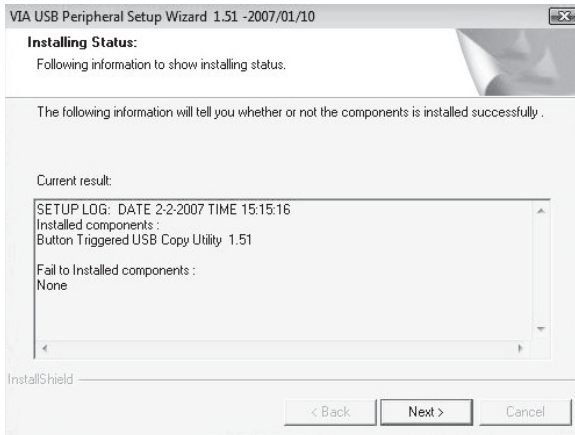 VIA USB Peripheral Setup Wizard 1.51 -2007/01/10
Installing Status:
Following information to show installing status.
The following information will tell you whether or not the components is installed successfully .
Current result:
SETUP LOG: DATE 2-2-2007 TIME 15:15:16
Installed components :
Button Triggered USB Copy Utility 1.51
Fail to Installed components :
None
InstallShield
< Back
Next >
Cancel